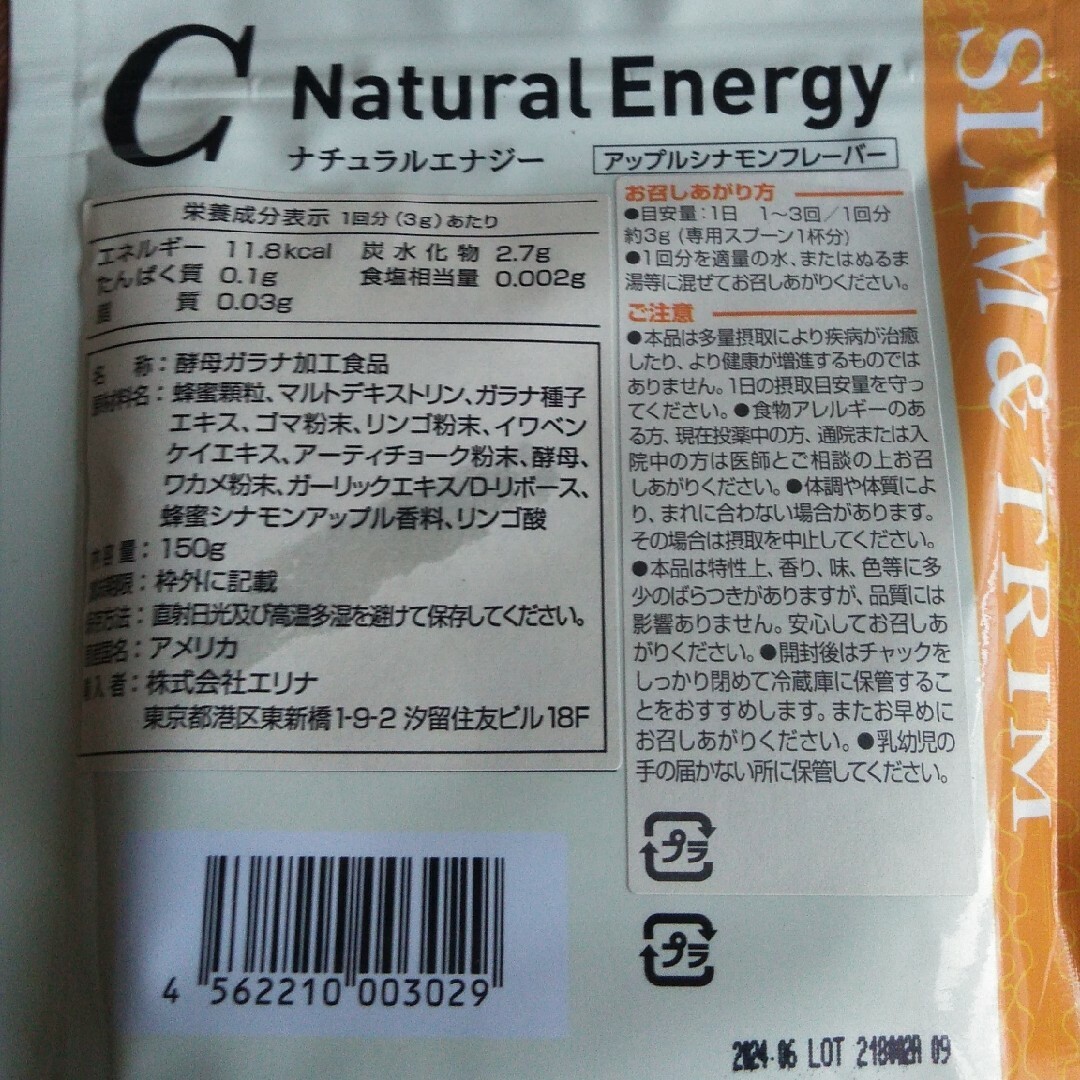 C Natural Energy
ナチュラルエナジー
アップルシナモンフレーバー
SLIM & TRIM
栄養成分表示 1回分(3g)あたり
エネルギー 11.8kcal 炭水化物 2.7g
たんぱく質 0.1g 食塩相当量 0.002g
脂 質 0.03g
名 称:酵母ガラナ加工食品
原材料名:蜂蜜顆粒、マルトデキストリン、ガラナ種子
エキス、ゴマ粉末、リンゴ粉末、イワベン
ケイエキス、アーティチョーク粉末、酵母、
ワカメ粉末、ガーリックエキス/D-リボース、
蜂蜜シナモンアップル香料、リンゴ酸
内容量:150g
賞味期限:枠外に記載
保存方法:直射日光及び高温多湿を避けて保存してください。
原産国名:アメリカ
輸入者:株式会社エリナ
東京都港区東新橋1-9-2 汐留住友ビル18F
お召しあがり方
●目安量:1日 1~3回/1回分
約3g(専用スプーン1杯分)
●1回分を適量の水、またはぬるま
湯等に混ぜてお召しあがりください。
ご注意
●本品は多量摂取により疾病が治癒
したり、より健康が増進するものでは
ありません。1日の摂取目安量を守っ
てください。●食物アレルギーのあ
る方、現在投薬中の方、通院または入
院中の方は医師とご相談の上お召
しあがりください。●体調や体質によ
り、まれに合わない場合があります。
その場合は摂取を中止してください。
●本品は特性上、香り、味、色等に多
少のばらつきがありますが、品質には
影響ありません。安心してお召しあ
がりください。●開封後はチャックを
しっかり閉めて冷蔵庫に保管するこ
とをおすすめします。またお早めに
お召しあがりください。●乳幼児の
手の届かない所に保管してください。
プラ
プラ
4 562210 003029
2024.06 LOT 09